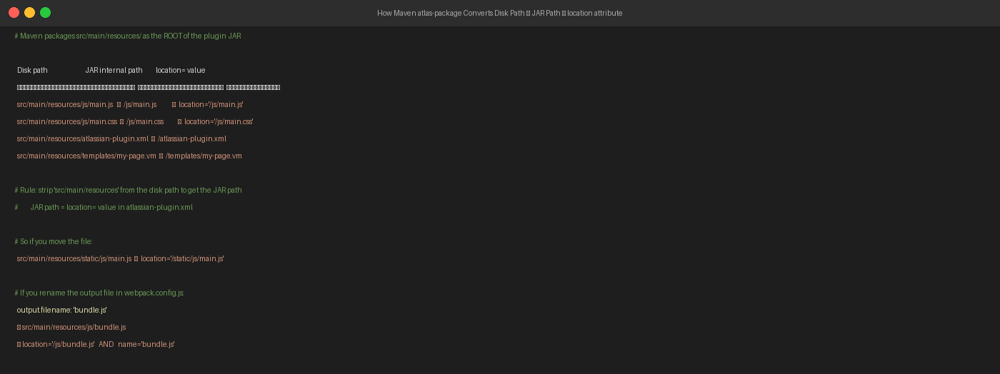 How Maven atlas-package Converts Disk Path JAR Path location attribute
# Maven packages src/main/resources/ as the ROOT of the plugin JAR
Disk path JAR internal path location= value
src/main/resources/js/main.js /js/main.js location='/js/main.js'
src/main/resources/js/main.css /js/main.css location='/js/main.css'
src/main/resources/atlassian-plugin.xml /atlassian-plugin.xml
src/main/resources/templates/my-page.vm /templates/my-page.vm
# Rule: strip 'src/main/resources' from the disk path to get the JAR path
# JAR path = location= value in atlassian-plugin.xml
# So if you move the file:
src/main/resources/static/js/main.js location='/static/js/main.js'
# If you rename the output file in webpack.config.js:
output.filename: 'bundle.js'
src/main/resources/js/bundle.js
location='/js/bundle.js' AND name='bundle.js'